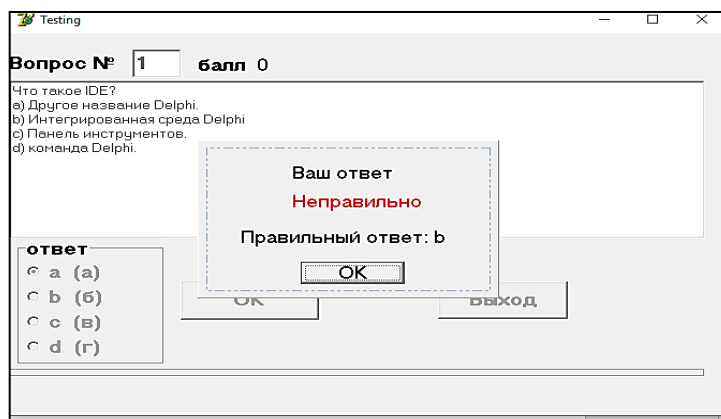 Testing
Вопрос № 1 балл 0
Что такое IDE?
a) Другое название Delphi.
b) Интегрированная среда Delphi
c) Панель инструментов.
d) команда Delphi.
Ваш ответ
Неправильно
Правильный ответ: b
OK
ответ
a (а)
b (б)
c (в)
d (г)
OK
Выход